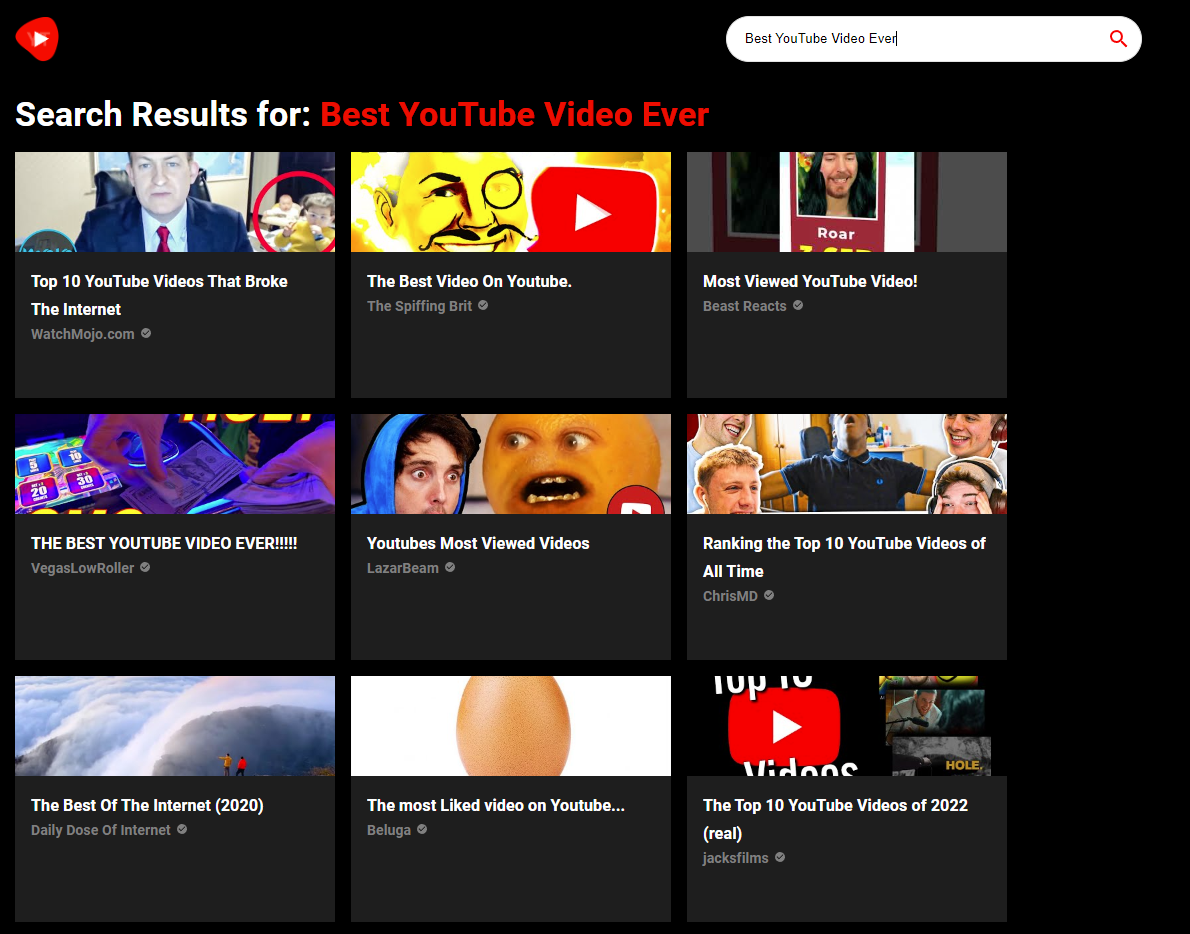 Best YouTube Video Ever
Search Results for: Best YouTube Video Ever
Roar
Top 10 YouTube Videos That Broke
The Internet
WatchMojo.com
The Best Video On Youtube.
The Spiffing Brit
Most Viewed YouTube Video!
Beast Reacts
5
10
20
30
THE BEST YOUTUBE VIDEO EVER!!!!!
VegasLowRoller
Youtubes Most Viewed Videos
LazarBeam
Ranking the Top 10 YouTube Videos of
All Time
ChrisMD
Top 10
Videos
HOLE,
The Best Of The Internet (2020)
Daily Dose Of Internet
The most Liked video on Youtube...
Beluga
The Top 10 YouTube Videos of 2022
(real)
jacksfilms